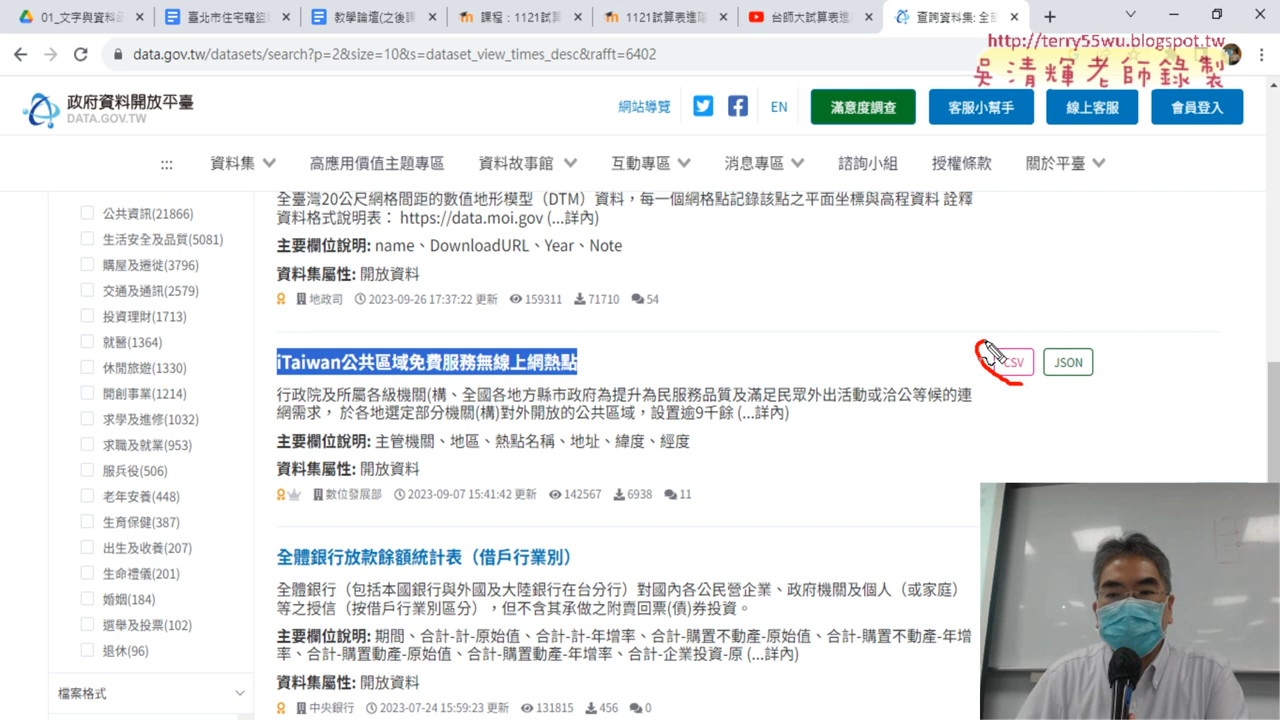 01_文字與資料
臺北市住宅竊盜
教學論壇(之後課
課程：1121試算
1121試算表進階
台師大試算表進
查詢資料集: 全部
data.gov.tw/datasets/search?p=2&size=10&s=dataset_view_times_desc&rafft=6402
http://terry55wu.blogspot.tw
吳清輝老師錄製
政府資料開放平臺
DATA.GOV.TW
網站導覽
EN
滿意度調查
客服小幫手
線上客服
會員登入
:::
資料集
高應用價值主題專區
資料故事館
互動專區
消息專區
諮詢小組
授權條款
關於平臺
公共資訊(21866)
生活安全及品質(5081)
購屋及遷徙(3796)
交通及通訊(2579)
投資理財(1713)
就醫(1364)
休閒旅遊(1330)
開創事業(1214)
求學及進修(1032)
求職及就業(953)
服兵役(506)
老年安養(448)
生育保健(387)
出生及收養(207)
生命禮儀(201)
婚姻(184)
選舉及投票(102)
退休(96)
檔案格式
全臺灣20公尺網格間距的數值地形模型（DTM）資料，每一個網格點記錄該點之平面坐標與高程資料 詮釋
資料格式說明表： https://data.moi.gov (...詳內)
主要欄位說明: name、DownloadURL、Year、Note
資料集屬性: 開放資料
地政司 2023-09-26 17:37:22 更新 159311 71710 54
iTaiwan公共區域免費服務無線上網熱點
CSV
JSON
行政院及所屬各級機關(構、全國各地方縣市政府為提升為民服務品質及滿足民眾外出活動或洽公等候的連
網需求， 於各地選定部分機關(構)對外開放的公共區域，設置逾9千餘 (...詳內)
主要欄位說明: 主管機關、地區、熱點名稱、地址、緯度、經度
資料集屬性: 開放資料
數位發展部 2023-09-07 15:41:42 更新 142567 6938 11
全體銀行放款餘額統計表（借戶行業別）
全體銀行（包括本國銀行與外國及大陸銀行在台分行）對國內各公民營企業、政府機關及個人（或家庭）
等之授信（按借戶行業別區分），但不含其承做之附賣回票(債)券投資。
主要欄位說明: 期間、合計-計-原始值、合計-計-年增率、合計-購置不動產-原始值、合計-購置不動產-年增
率、合計-購置動產-原始值、合計-購置動產-年增率、合計-企業投資-原 (...詳內)
資料集屬性: 開放資料
中央銀行 2023-07-24 15:59:23 更新 131815 456 0